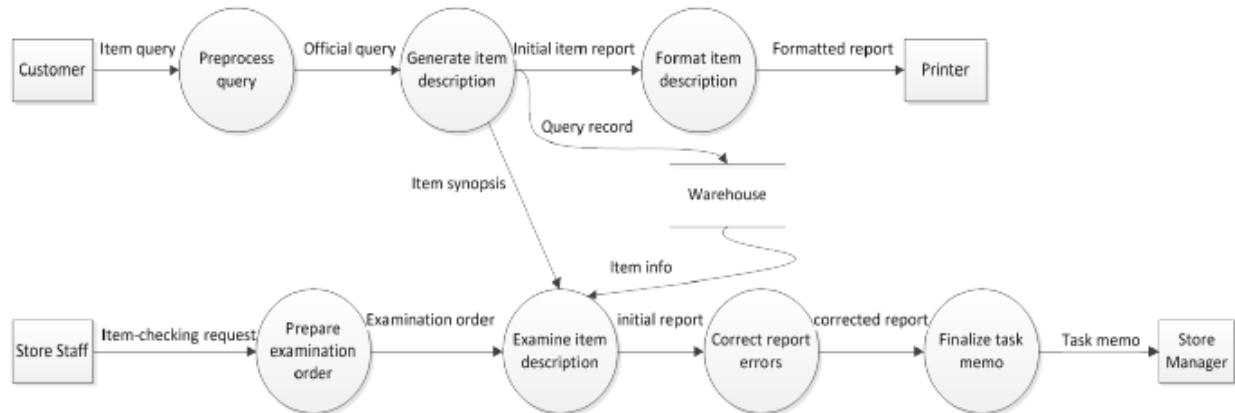 Item query
Official query
Initial item report
Formatted report
Customer
Preprocess
query
Generate item
description
Format item
description
Printer
Query record
Item synopsis
Warehouse
Item info
Item-checking request
Examination order
initial report
corrected report
Task memo
Store Staff
Prepare
examination
order
Examine item
description
Correct report
errors
Finalize task
memo
Store
Manager